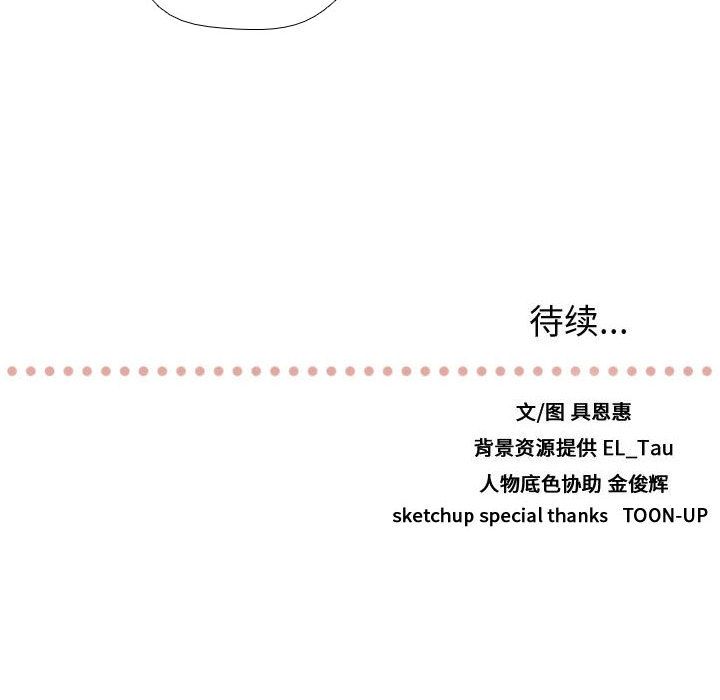 待续...
文/图 具恩惠
背景资源提供 EL_Tau
人物底色协助 金俊辉
sketchup special thanks TOON-UP